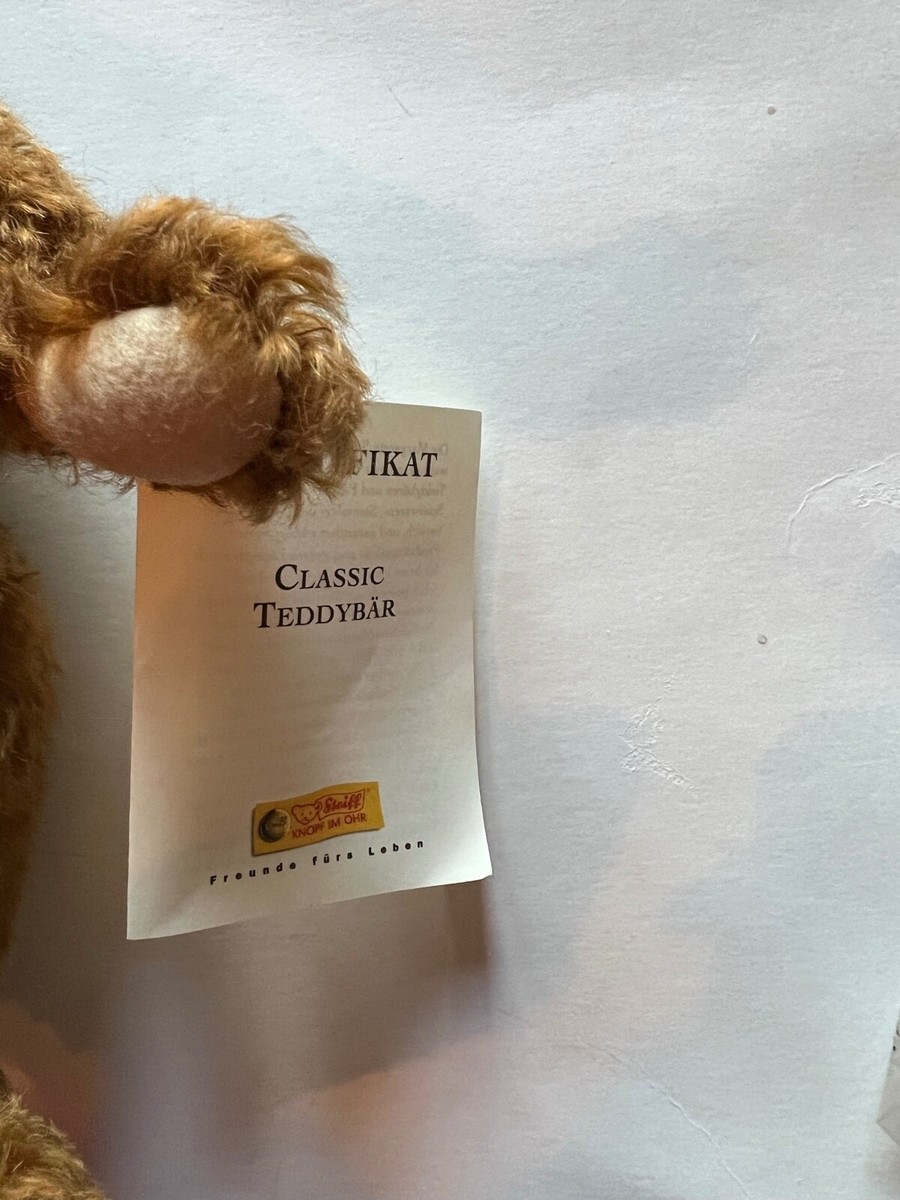 FIKAT
CLASSIC
TEDDYBÄR
Steiff
KNOPF IM OHR
Freunde fürs Leben